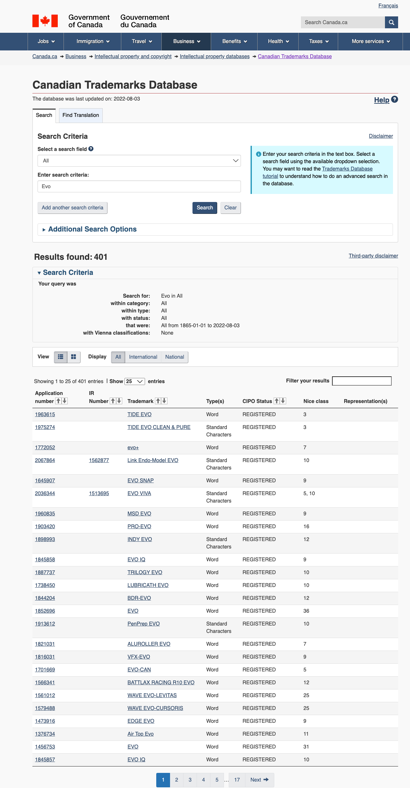 Français
Government of Canada
Gouvernement du Canada
Search Canada.ca
Jobs Immigration Travel Business Benefits Health Taxes More services
Canada.ca → Business → Intellectual property and copyright → Intellectual property databases → Canadian Trademarks Database
Canadian Trademarks Database
The database was last updated on: 2022-08-03
Help ?
Search Find Translation
Search Criteria
Disclaimer
Select a search field ?
All
Enter search criteria:
Evo
Enter your search criteria in the text box. Select a
search field using the available dropdown selection.
You may want to read the Trademarks Database
tutorial to understand how to do an advanced search in
the database.
Add another search criteria Search Clear
Additional Search Options
Results found: 401
Third-party disclaimer
Search Criteria
Your query was
Search for: Evo in All
within category: All
within type: All
with status: All
that were: All from 1865-01-01 to 2022-08-03
with Vienna classifications: None
View Display All International National
Showing 1 to 25 of 401 entries | Show 25 entries
Filter your results
Application number IR Number Trademark Type(s) CIPO Status Nice class Representation(s)
1963615 TIDE EVO Word REGISTERED 3
1975274 TIDE EVO CLEAN & PURE Standard Characters REGISTERED 3
1772052 evo+ Word REGISTERED 7
2067864 1562877 Link Endo-Model EVO Standard Characters REGISTERED 10
1645907 EVO SNAP Word REGISTERED 9
2036344 1513695 EVO VIVA Standard Characters REGISTERED 5, 10
1960835 MSD EVO Word REGISTERED 9
1903420 PRO-EVO Word REGISTERED 16
1898993 INDY EVO Standard Characters REGISTERED 12
1845858 EVO IQ Word REGISTERED 9
1887737 TRILOGY EVO Word REGISTERED 10
1738450 LUBRICATH EVO Word REGISTERED 10
1844204 BDR-EVO Word REGISTERED 12
1852696 EVO Word REGISTERED 38
1913612 PenPrep EVO Standard Characters REGISTERED 10
1821031 ALUROLLER EVO Word REGISTERED 7
1816031 VFX-EVO Word REGISTERED 9
1701669 EVO-CAN Word REGISTERED 5
1566341 BATTLAX RACING R10 EVO Word REGISTERED 12
1561012 WAVE EVO-LEVITAS Word REGISTERED 25
1579488 WAVE EVO-CURSORIS Word REGISTERED 25
1473916 EDGE EVO Word REGISTERED 9
1376734 Air Top Evo Word REGISTERED 11
1456753 EVO Word REGISTERED 31
1845857 EVO IQ Word REGISTERED 10
1 2 3 4 5 ... 17 Next →